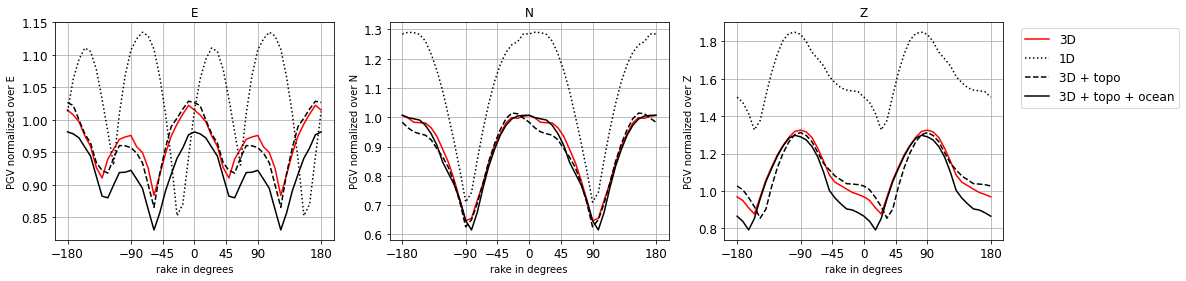 E
PGV normalized over E
1.15
1.10
1.05
1.00
0.95
0.90
0.85
−180 −90 −45 0 45 90 180
rake in degrees
N
PGV normalized over N
1.3
1.2
1.1
1.0
0.9
0.8
0.7
0.6
−180 −90 −45 0 45 90 180
rake in degrees
Z
PGV normalized over Z
1.8
1.6
1.4
1.2
1.0
0.8
−180 −90 −45 0 45 90 180
rake in degrees
3D
1D
3D + topo
3D + topo + ocean